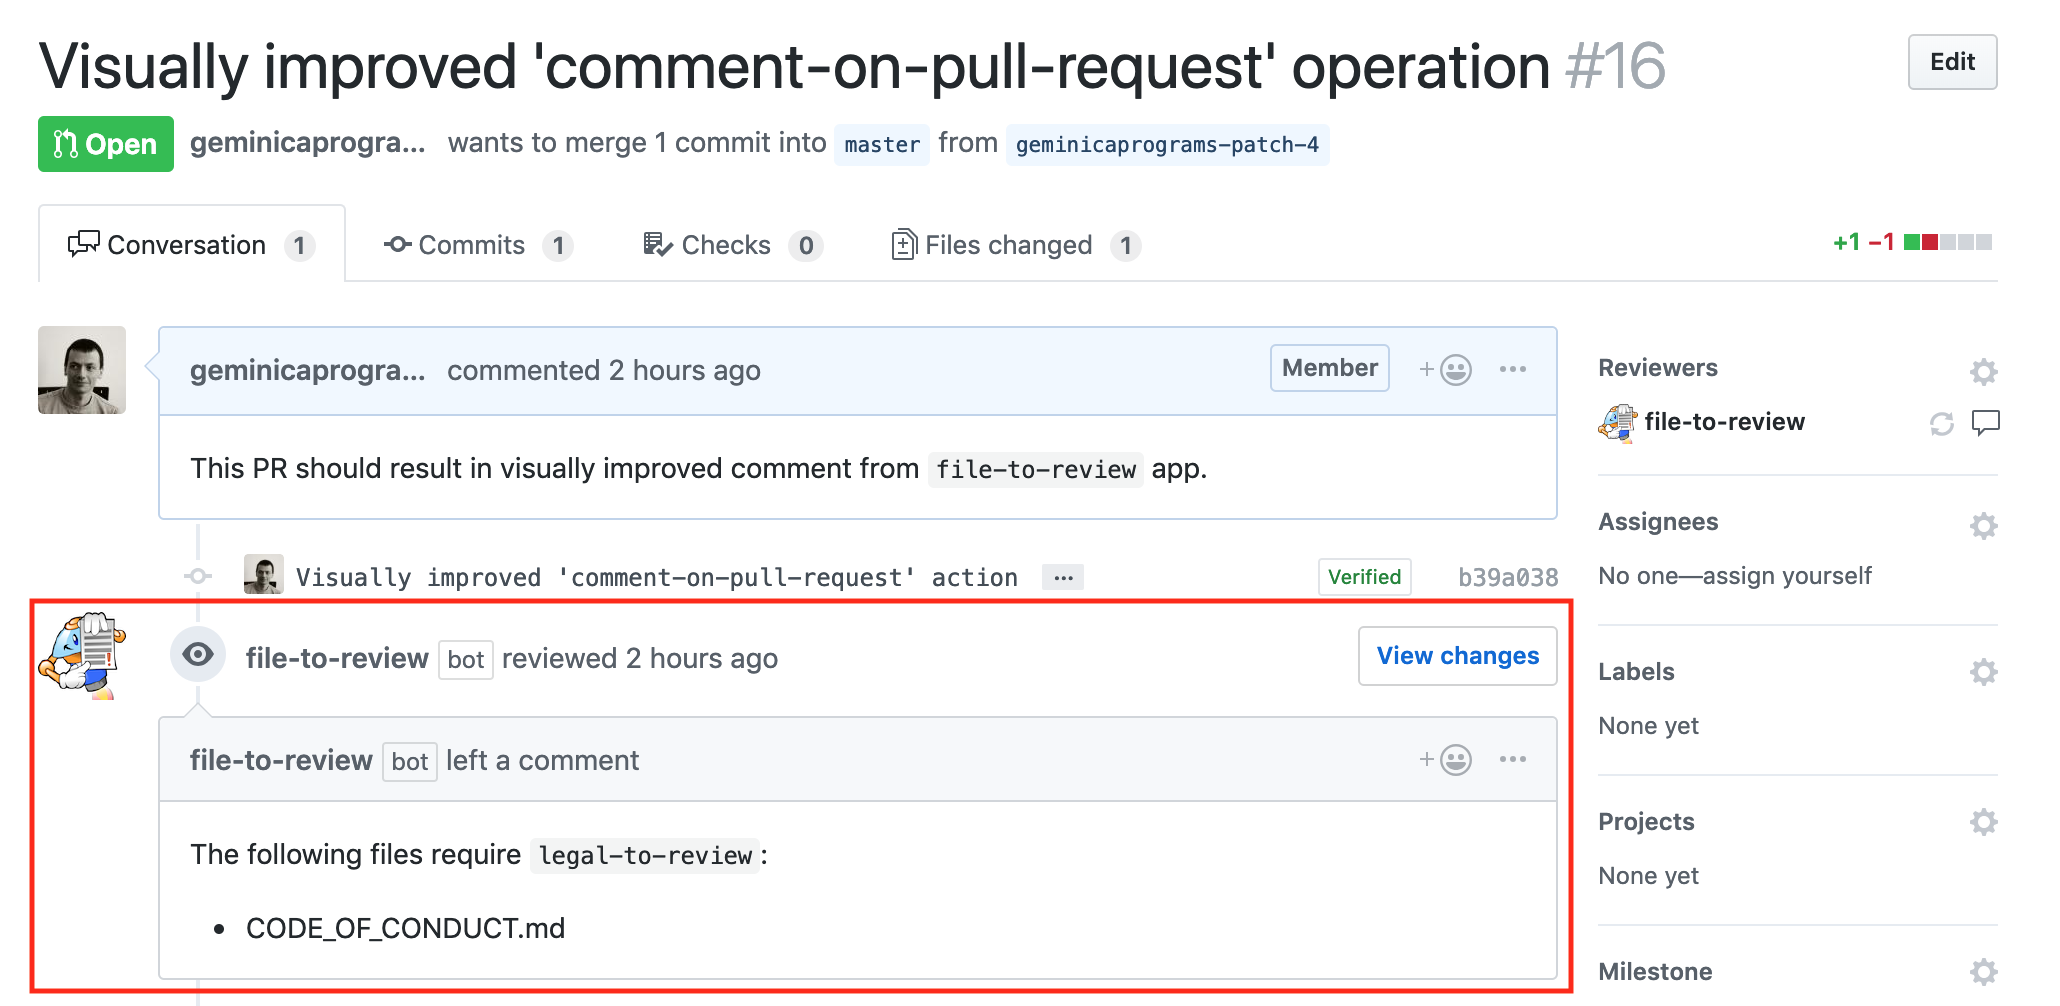 Visually improved 'comment-on-pull-request' operation #16
Edit
Open geminicaprogra... wants to merge 1 commit into master from geminicaprograms-patch-4
Conversation 1 Commits 1 Checks 0 Files changed 1
+1 −1
geminicaprogra... commented 2 hours ago
Member
This PR should result in visually improved comment from file-to-review app.
Visually improved 'comment-on-pull-request' action ...
Verified b39a038
file-to-review bot reviewed 2 hours ago
View changes
file-to-review bot left a comment
The following files require legal-to-review:
• CODE_OF_CONDUCT.md
Reviewers
file-to-review
Assignees
No one—assign yourself
Labels
None yet
Projects
None yet
Milestone